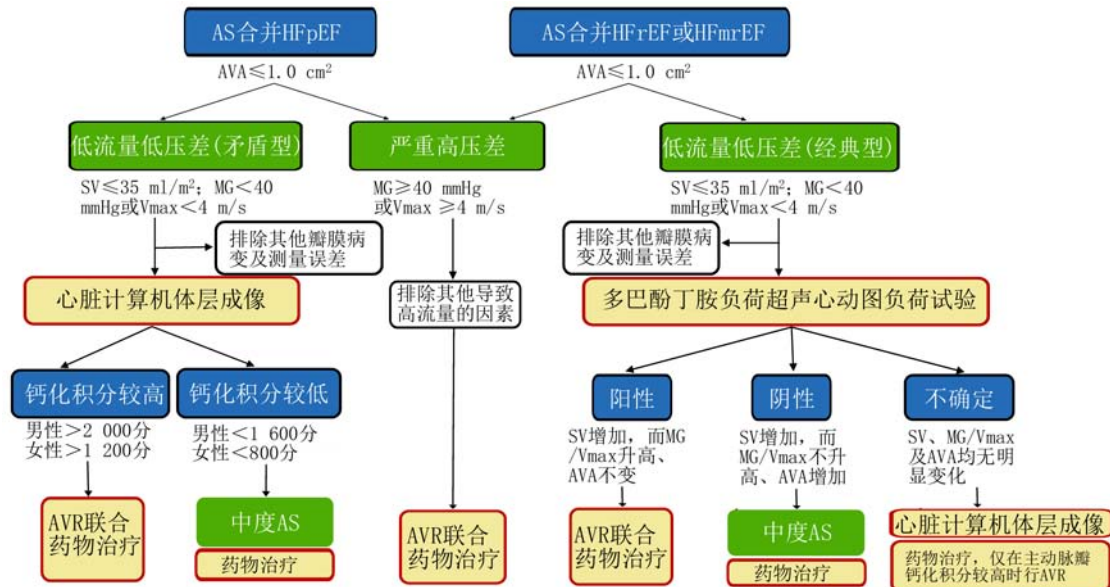 AS合并HFpEF
AS合并HFrEF或HFmrEF
AVA≤1.0 cm²
AVA≤1.0 cm²
低流量低压差(矛盾型)
严重高压差
低流量低压差(经典型)
SV≤35 ml/m²；MG＜40
mmHg或Vmax＜4 m/s
MG≥40 mmHg
或Vmax ≥4 m/s
SV≤35 ml/m²；MG＜40
mmHg或Vmax＜4 m/s
排除其他瓣膜病
变及测量误差
排除其他瓣膜病
变及测量误差
心脏计算机体层成像
排除其他导致
高流量的因素
多巴酚丁胺负荷超声心动图负荷试验
钙化积分较高
钙化积分较低
阳性
阴性
不确定
男性＞2 000分
女性＞1 200分
男性＜1 600分
女性＜800分
SV增加，而MG
/Vmax升高、
AVA不变
SV增加，而
MG/Vmax不升
高、AVA增加
SV、MG/Vmax
及AVA均无明
显变化
AVR联合
药物治疗
中度AS
药物治疗
AVR联合
药物治疗
AVR联合
药物治疗
中度AS
药物治疗
心脏计算机体层成像
药物治疗，仅在主动脉瓣
钙化积分较高时行AVR